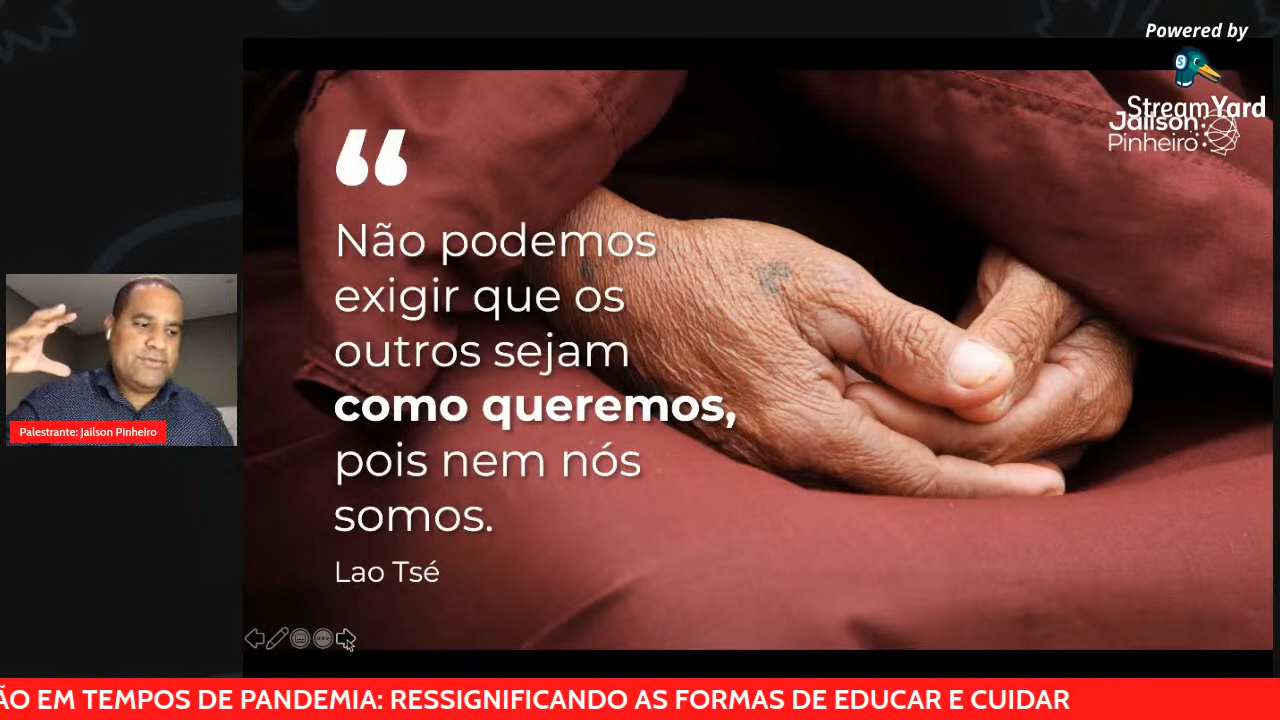 Powered by
StreamYard
Jailson
Pinheiro
“
Não podemos
exigir que os
outros sejam
como queremos,
pois nem nós
somos.
Lao Tsé
Palestrante: Jailson Pinheiro
ÃO EM TEMPOS DE PANDEMIA: RESSIGNIFICANDO AS FORMAS DE EDUCAR E CUIDAR